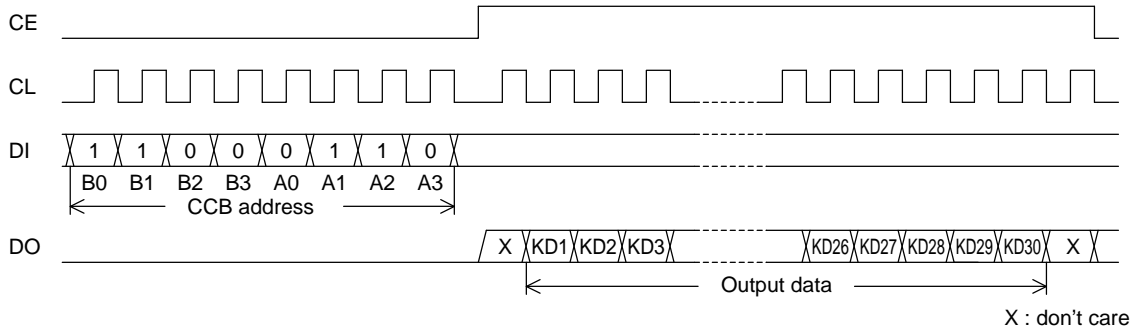 CE
CL
DI 1 1 0 0 0 1 1 0
B0 B1 B2 B3 A0 A1 A2 A3
CCB address
DO X KD1 KD2 KD3 KD26 KD27 KD28 KD29 KD30 X
Output data
X : don't care